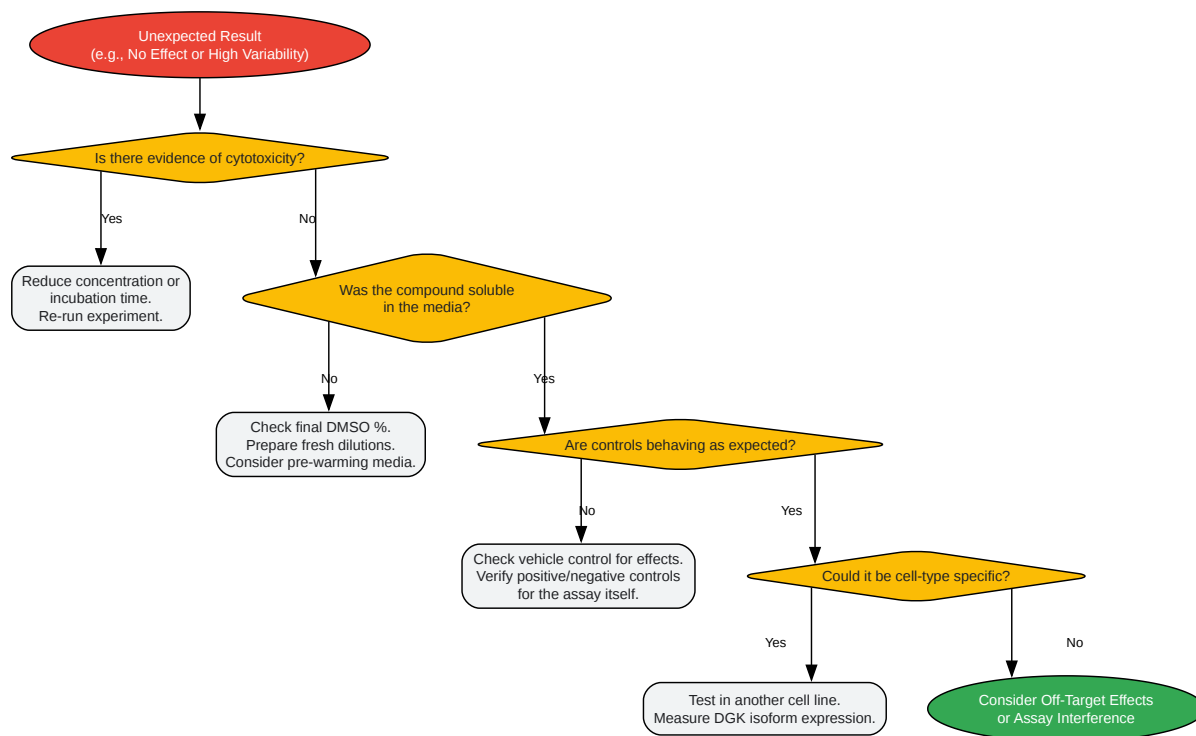 Unexpected Result
(e.g., No Effect or High Variability)
Is there evidence of cytotoxicity?
Yes
No
Reduce concentration or
incubation time.
Re-run experiment.
Was the compound soluble
in the media?
No
Yes
Check final DMSO %.
Prepare fresh dilutions.
Consider pre-warming media.
Are controls behaving as expected?
No
Yes
Check vehicle control for effects.
Verify positive/negative controls
for the assay itself.
Could it be cell-type specific?
Yes
No
Test in another cell line.
Measure DGK isoform expression.
Consider Off-Target Effects
or Assay Interference